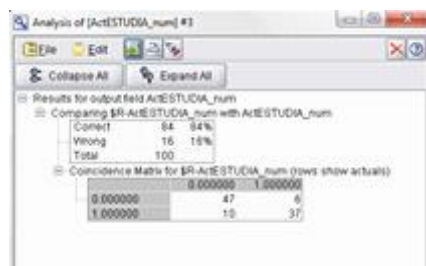 Analysis of [ActESTUDIA_num] #3
File Edit
Collapse All Expand All
Results for output field ActESTUDIA_num
Comparing $R-ActESTUDIA_num with ActESTUDIA_num
Correct 84 84%
Wrong 16 16%
Total 100
Coincidence Matrix for $R-ActESTUDIA_num (rows show actuals)
0.000000 1.000000
0.000000 47 6
1.000000 10 37